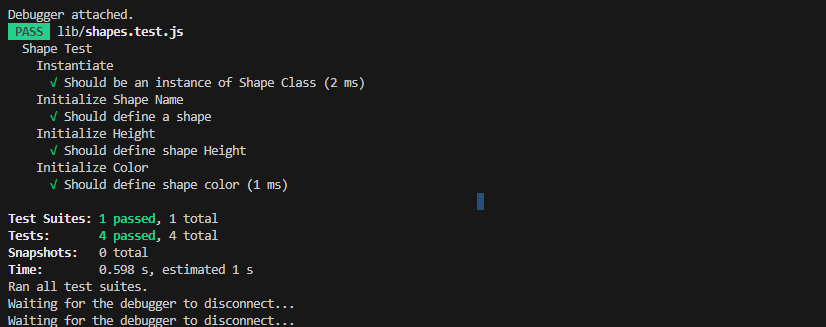 Debugger attached.
PASS lib/shapes.test.js
Shape Test
Instantiate
√ Should be an instance of Shape Class (2 ms)
Initialize Shape Name
√ Should define a shape
Initialize Height
√ Should define shape Height
Initialize Color
√ Should define shape color (1 ms)
Test Suites: 1 passed, 1 total
Tests: 4 passed, 4 total
Snapshots: 0 total
Time: 0.598 s, estimated 1 s
Ran all test suites.
Waiting for the debugger to disconnect...
Waiting for the debugger to disconnect...